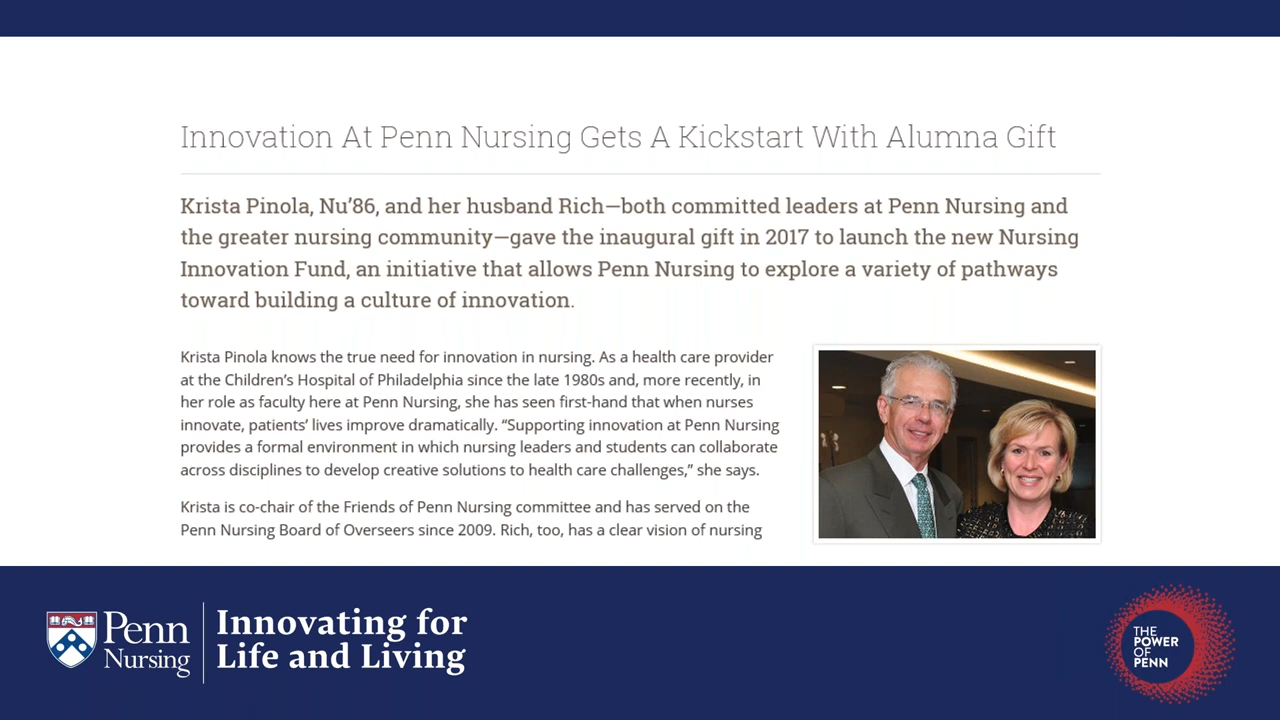 Innovation At Penn Nursing Gets A Kickstart With Alumna Gift
Krista Pinola, Nu’86, and her husband Rich—both committed leaders at Penn Nursing and
the greater nursing community—gave the inaugural gift in 2017 to launch the new Nursing
Innovation Fund, an initiative that allows Penn Nursing to explore a variety of pathways
toward building a culture of innovation.
Krista Pinola knows the true need for innovation in nursing. As a health care provider
at the Children’s Hospital of Philadelphia since the late 1980s and, more recently, in
her role as faculty here at Penn Nursing, she has seen first-hand that when nurses
innovate, patients’ lives improve dramatically. “Supporting innovation at Penn Nursing
provides a formal environment in which nursing leaders and students can collaborate
across disciplines to develop creative solutions to health care challenges,” she says.
Krista is co-chair of the Friends of Penn Nursing committee and has served on the
Penn Nursing Board of Overseers since 2009. Rich, too, has a clear vision of nursing
Penn
Nursing
Innovating for
Life and Living
THE
POWER
OF
PENN